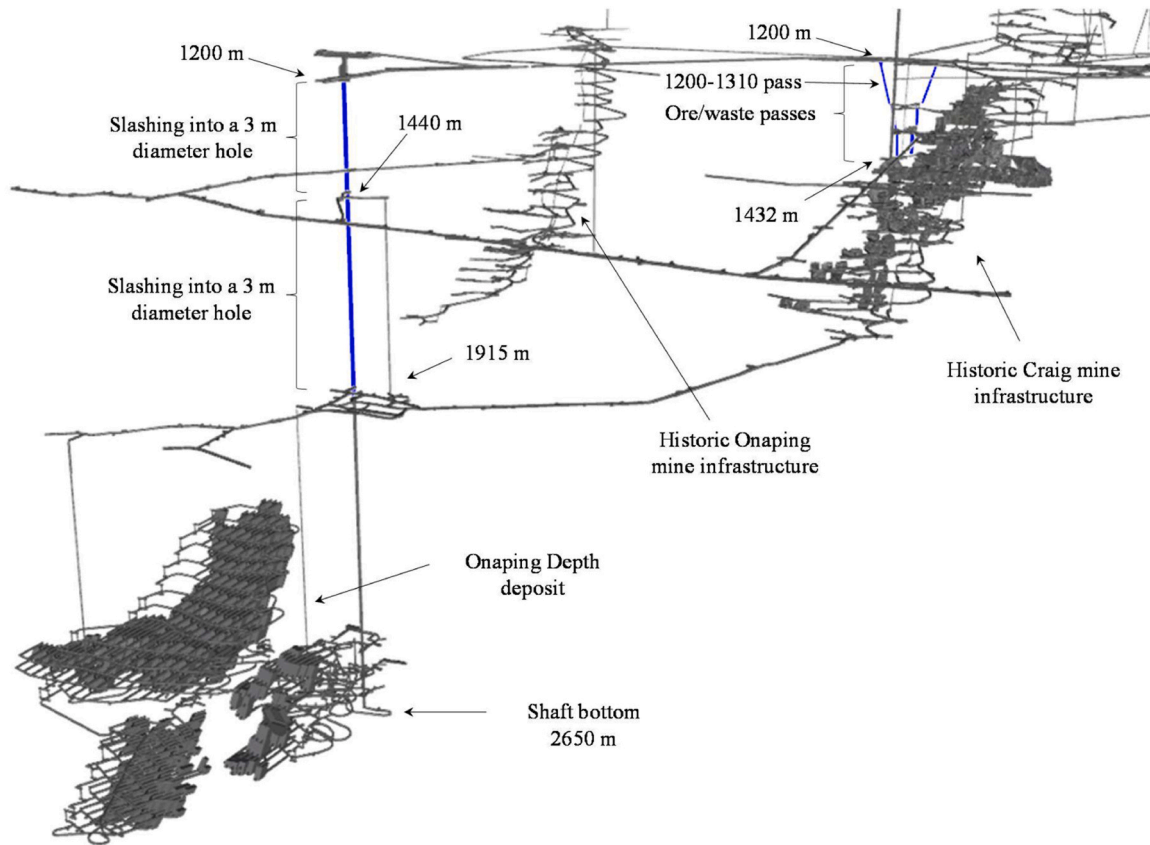 1200 m
1200 m
1200-1310 pass
Ore/waste passes
Slashing into a 3 m
diameter hole
1440 m
1432 m
Slashing into a 3 m
diameter hole
1915 m
Historic Craig mine
infrastructure
Historic Onaping
mine infrastructure
Onaping Depth
deposit
Shaft bottom
2650 m